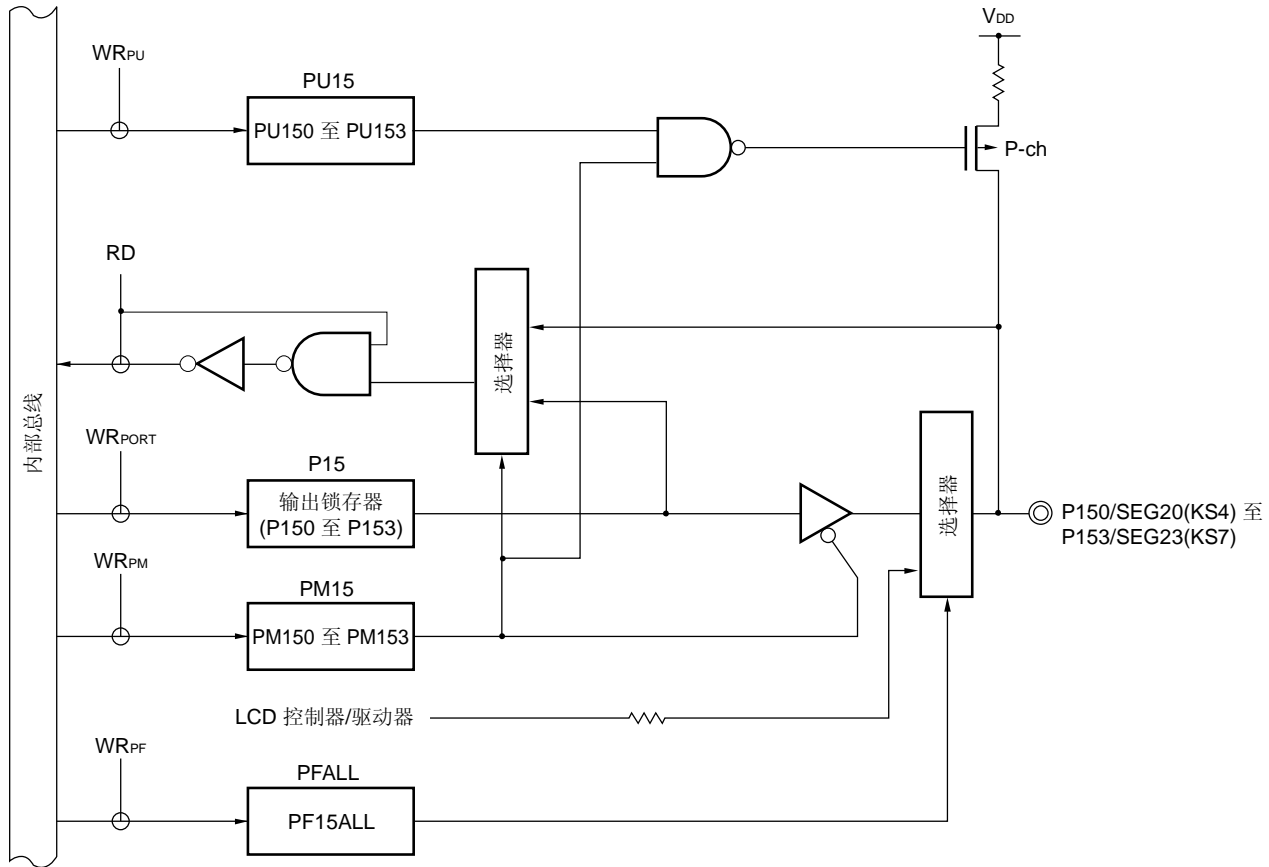 VDD
WRPU
PU15
PU150 至 PU153
P-ch
RD
选择器
内部总线
WRPORT
P15
输出锁存器
(P150 至 P153)
选择器
P150/SEG20(KS4) 至
P153/SEG23(KS7)
WRPM
PM15
PM150 至 PM153
LCD 控制器/驱动器
WRPF
PFALL
PF15ALL